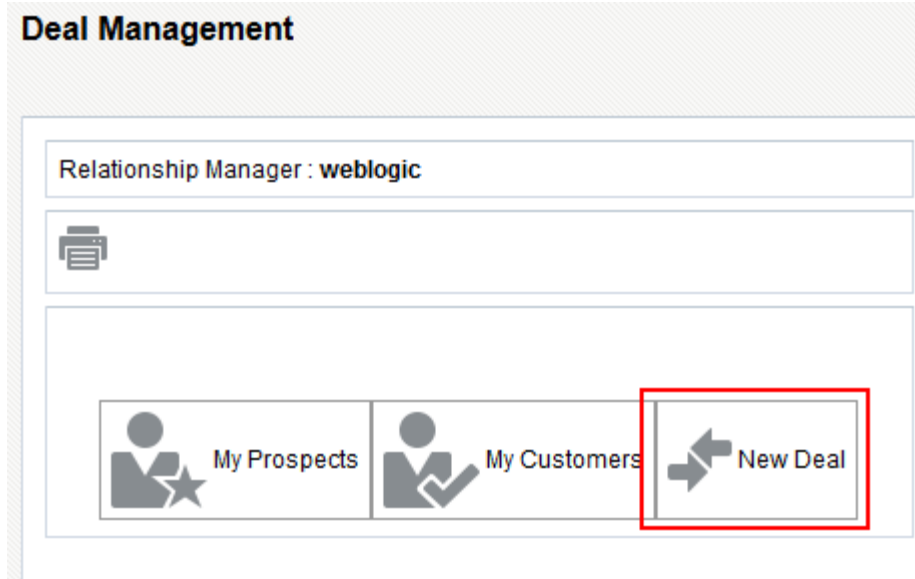 Deal Management
Relationship Manager : weblogic
My Prospects
My Customers
New Deal